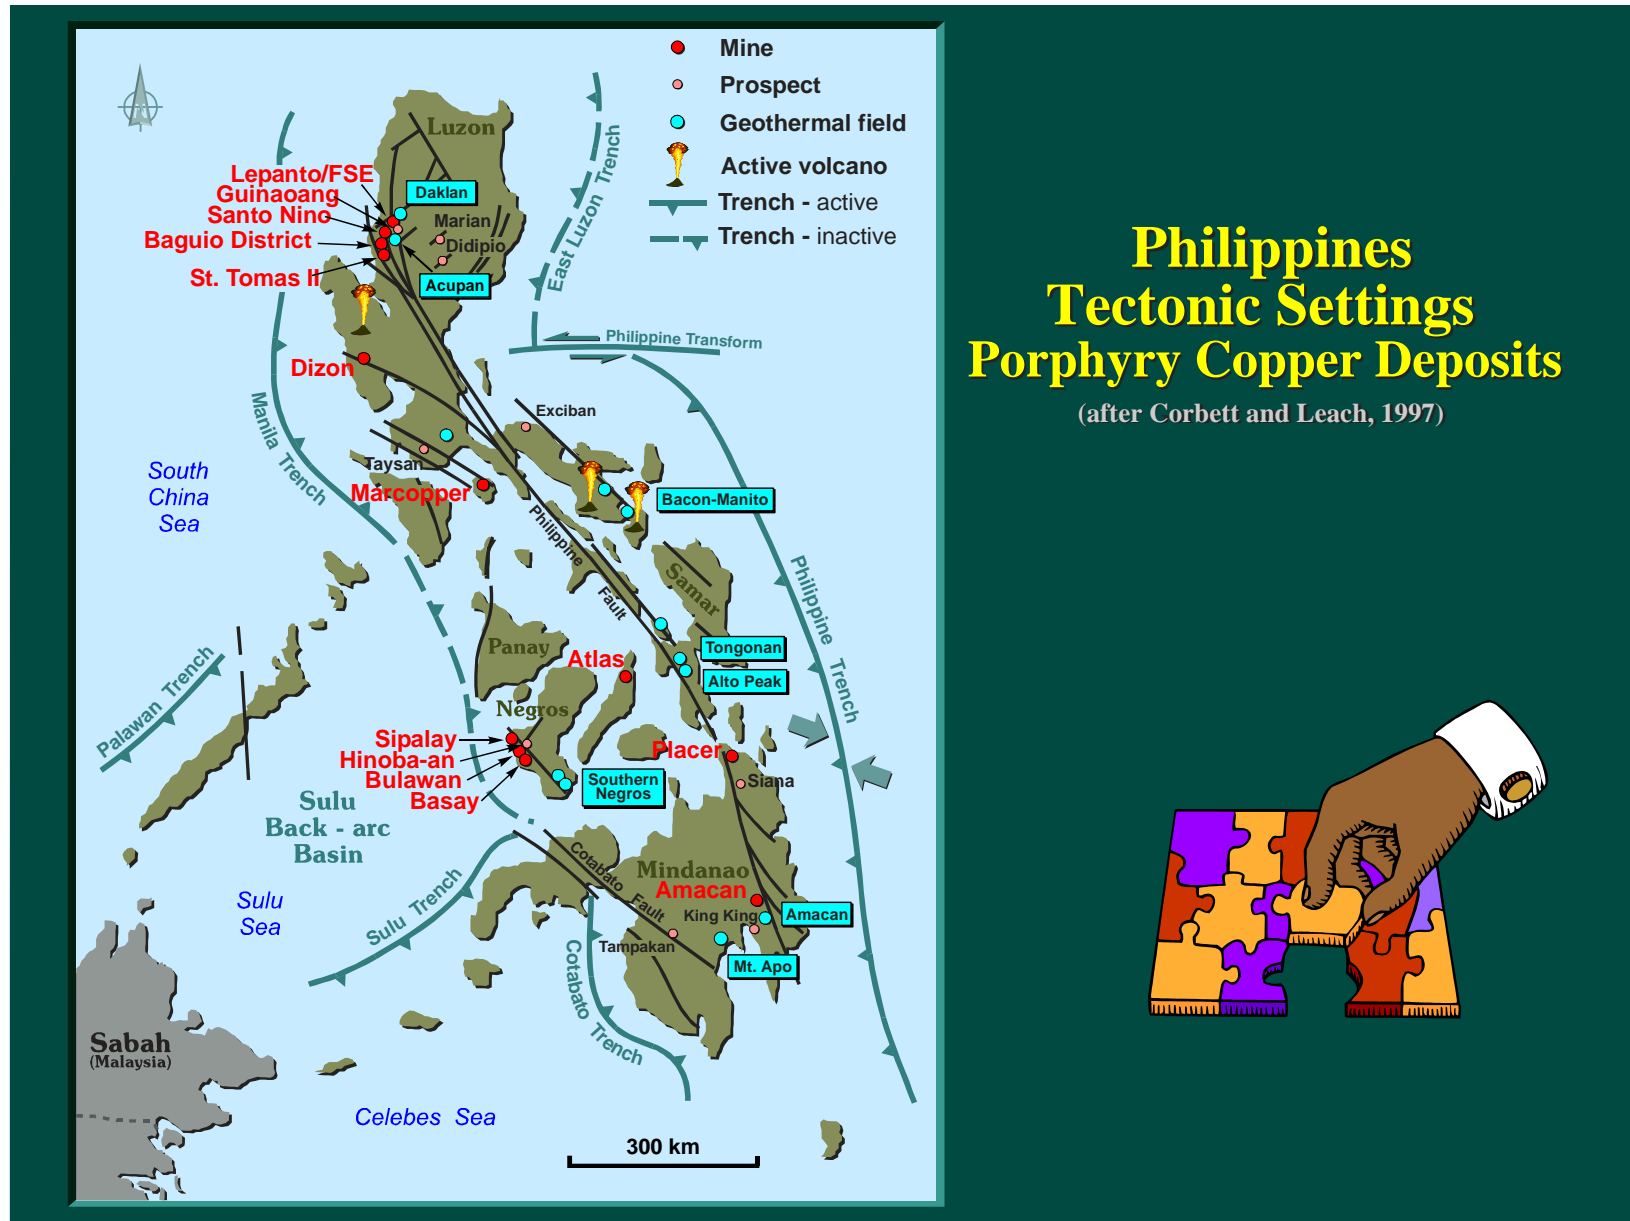 Mine
Prospect
Geothermal field
Active volcano
Trench - active
Trench - inactive
Luzon
Lepanto/FSE
Guinaoang
Santo Nino
Baguio District
St. Tomas II
Daklan
Marian
Didipio
Acupan
East Luzon Trench
Philippine Transform
Dizon
Manila Trench
Exciban
Taysan
Marcopper
Bacon-Manito
South
China
Sea
Philippine Fault
Samar
Philippine Trench
Panay
Atlas
Tongonan
Alto Peak
Palawan Trench
Negros
Sipalay
Hinoba-an
Bulawan
Basay
Southern
Negros
Placer
Siana
Sulu
Back - arc
Basin
Cotabato Fault
Mindanao
Amacan
King King
Amacan
Tampakan
Mt. Apo
Sulu Trench
Sulu
Sea
Cotabato Trench
Sabah
(Malaysia)
Celebes Sea
300 km
Philippines
Tectonic Settings
Porphyry Copper Deposits
(after Corbett and Leach, 1997)